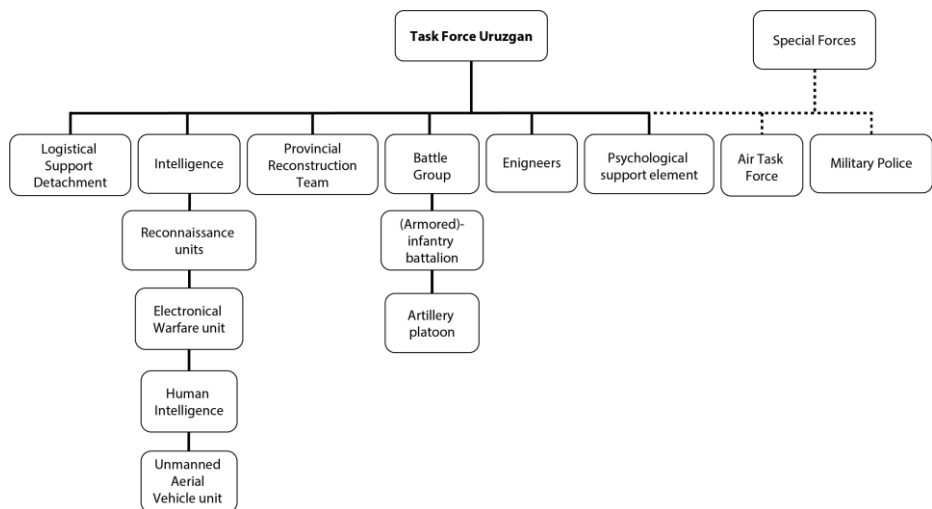 Task Force Uruzgan
Special Forces
Logistical
Support
Detachment
Intelligence
Provincial
Reconstruction
Team
Battle
Group
Enigneers
Psychological
support element
Air Task
Force
Military Police
Reconnaissance
units
(Armored)-
infantry
battalion
Electronical
Warfare unit
Artillery
platoon
Human
Intelligence
Unmanned
Aerial
Vehicle unit